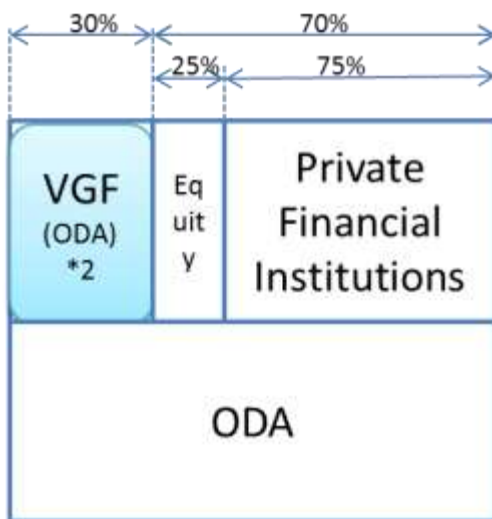 30% 70%
25% 75%
VGF
(ODA)
*2
Eq
uit
y
Private
Financial
Institutions
ODA